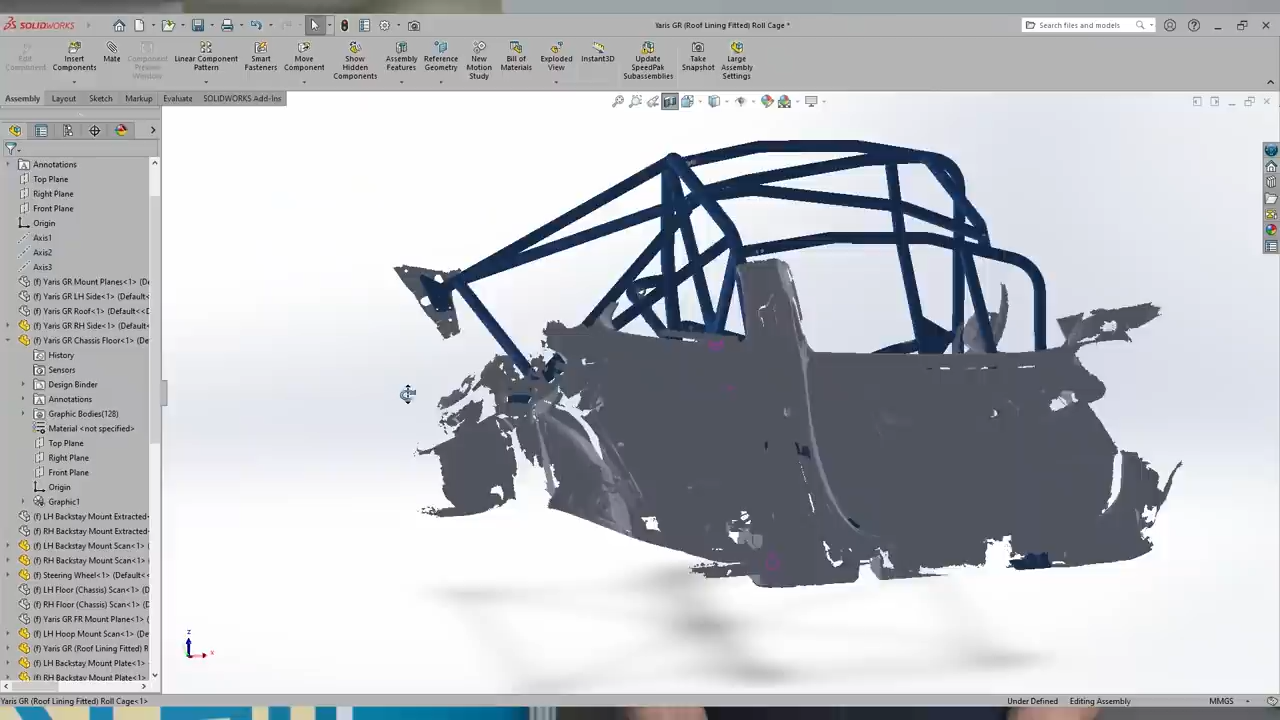 SOLIDWORKS
Yaris GR (Roof Lining Fitted) Roll Cage *
Search files and models
Edit Component
Insert Components
Mate
Component Preview Window
Linear Component Pattern
Smart Fasteners
Move Component
Show Hidden Components
Assembly Features
Reference Geometry
New Motion Study
Bill of Materials
Exploded View
Instant3D
Update SpeedPak Subassemblies
Take Snapshot
Large Assembly Settings
Assembly
Layout
Sketch
Markup
Evaluate
SOLIDWORKS Add-Ins
Annotations
Top Plane
Right Plane
Front Plane
Origin
Axis1
Axis2
Axis3
(f) Yaris GR Mount Planes<1> (
(f) Yaris GR LH Side<1> (Default<
(f) Yaris GR Roof<1> (Default<
(f) Yaris GR RH Side<1> (Default<
(f) Yaris GR Chassis Floor<1> (De
History
Sensors
Design Binder
Annotations
Graphic Bodies(128)
Material <not specified>
Top Plane
Right Plane
Front Plane
Origin
Graphic1
(f) LH Backstay Mount Extracted
(f) RH Backstay Mount Extracted
(f) LH Backstay Mount Scan<1> (
(f) RH Backstay Mount Scan<1> (
(f) Steering Wheel<1> (Default<
(f) LH Floor (Chassis) Scan<1> (D
(f) RH Floor (Chassis) Scan<1> (D
(f) Yaris GR FR Mount Plane<1> (
(f) LH Hoop Mount Scan<1> (De
(f) Yaris GR (Roof Lining Fitted) R
(f) LH Backstay Mount Plate<1> (
(f) RH Backstay Mount Plate<1> (
z
x
Yaris GR (Roof Lining Fitted) Roll Cage<1>
Under Defined
Editing Assembly
MMGS